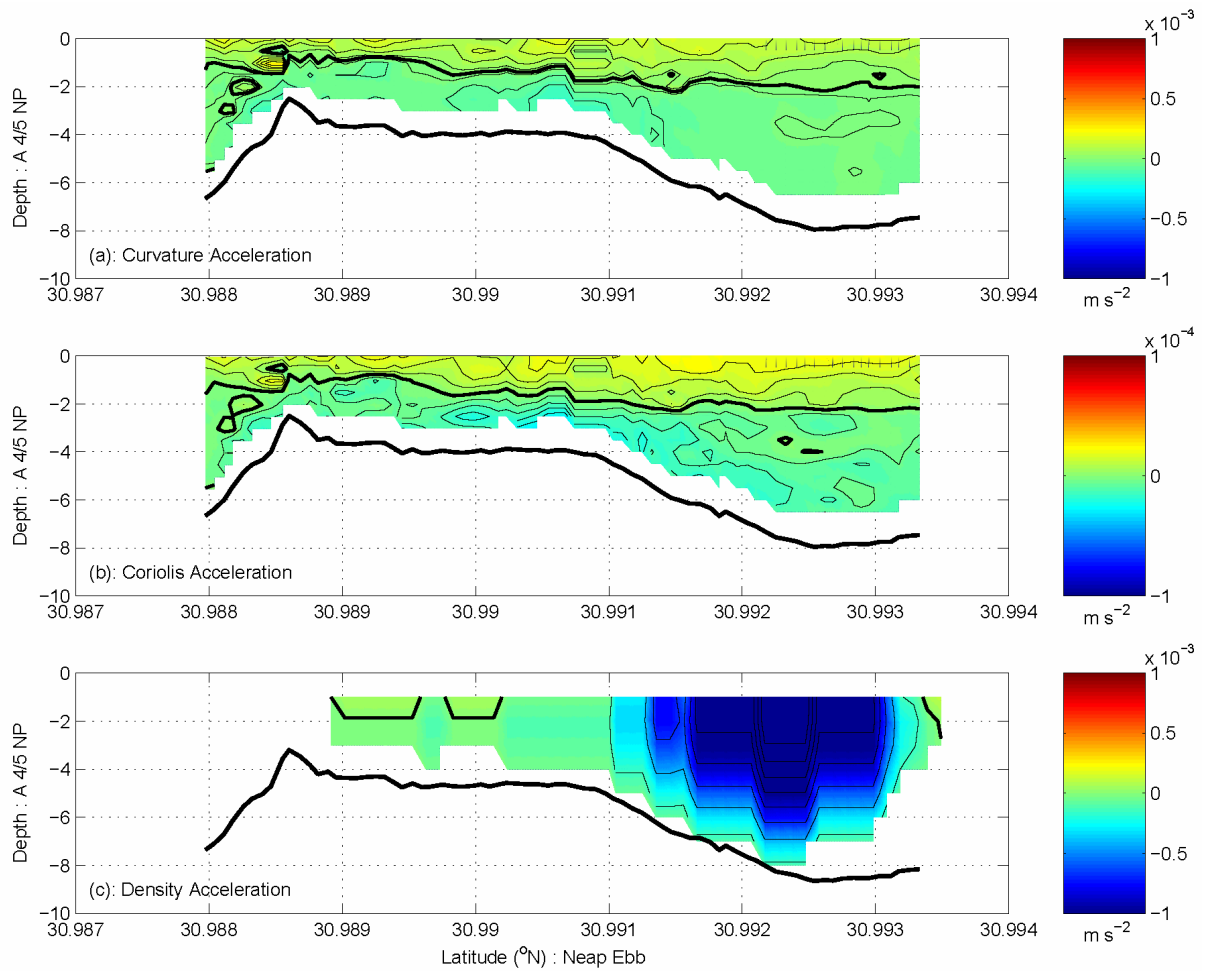 x 10⁻³
0
−2
−4
−6
−8
−10
Depth : A 4/5 NP
(a): Curvature Acceleration
30.987 30.988 30.989 30.99 30.991 30.992 30.993 30.994
1
0.5
0
−0.5
−1
m s⁻²
x 10⁻⁴
0
−2
−4
−6
−8
−10
Depth : A 4/5 NP
(b): Coriolis Acceleration
30.987 30.988 30.989 30.99 30.991 30.992 30.993 30.994
1
0.5
0
−0.5
−1
m s⁻²
x 10⁻³
0
−2
−4
−6
−8
−10
Depth : A 4/5 NP
(c): Density Acceleration
30.987 30.988 30.989 30.99 30.991 30.992 30.993 30.994
Latitude (°N) : Neap Ebb
1
0.5
0
−0.5
−1
m s⁻²